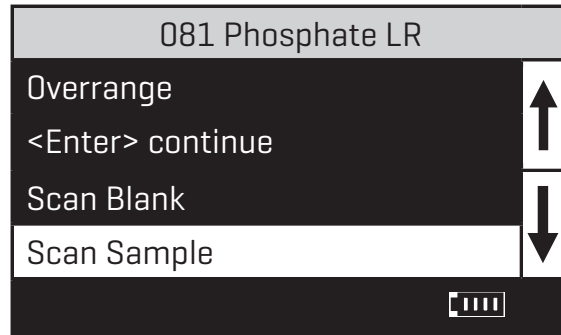 081 Phosphate LR
Overrange
<Enter> continue
Scan Blank
Scan Sample